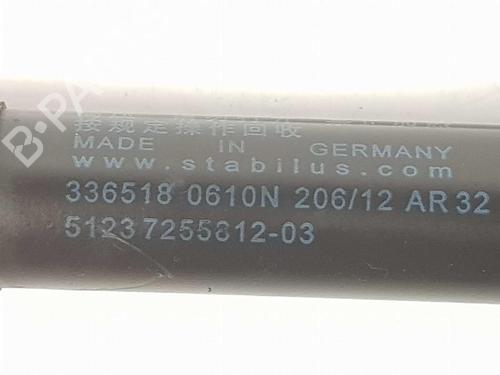 按规定操作回收
MADE IN GERMANY
www.stabilus.com
336518 0610N 206/12 AR 32
51237255812-03
B-PARTS